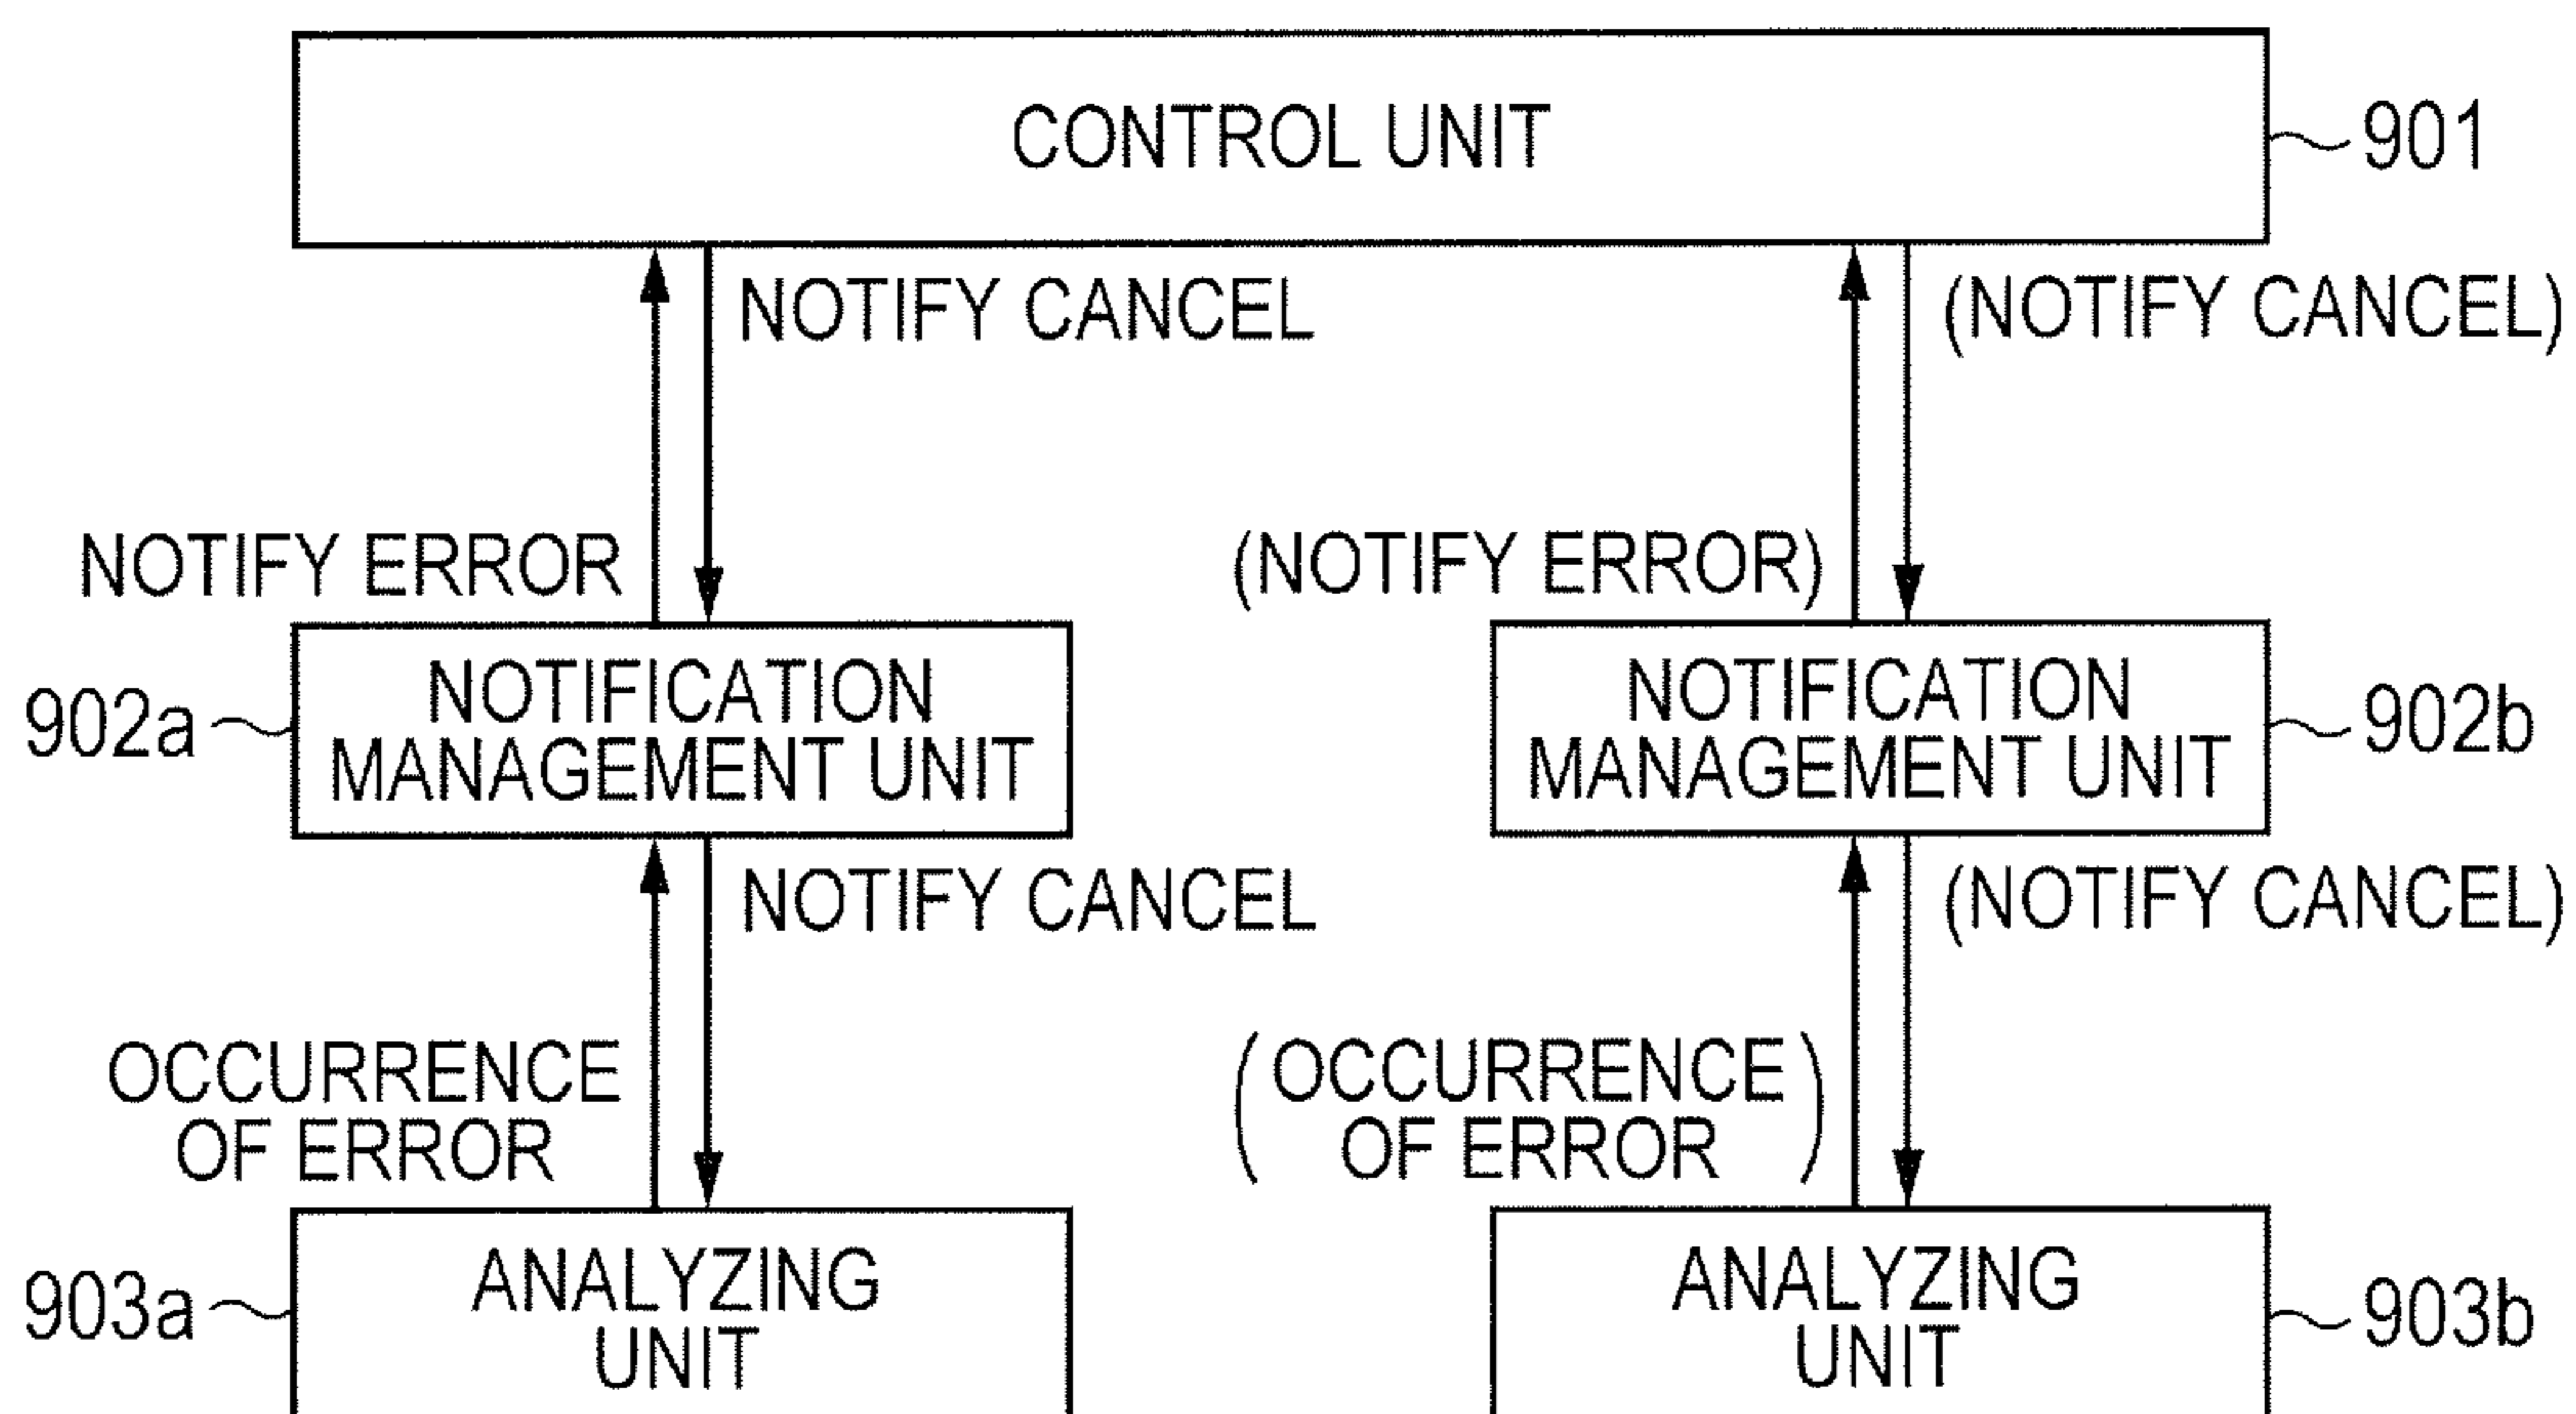 CONTROL UNIT
901
NOTIFY CANCEL
(NOTIFY CANCEL)
NOTIFY ERROR
(NOTIFY ERROR)
902a
NOTIFICATION
MANAGEMENT UNIT
NOTIFICATION
MANAGEMENT UNIT
902b
NOTIFY CANCEL
(NOTIFY CANCEL)
OCCURRENCE
OF ERROR
(OCCURRENCE
OF ERROR)
903a
ANALYZING
UNIT
ANALYZING
UNIT
903b